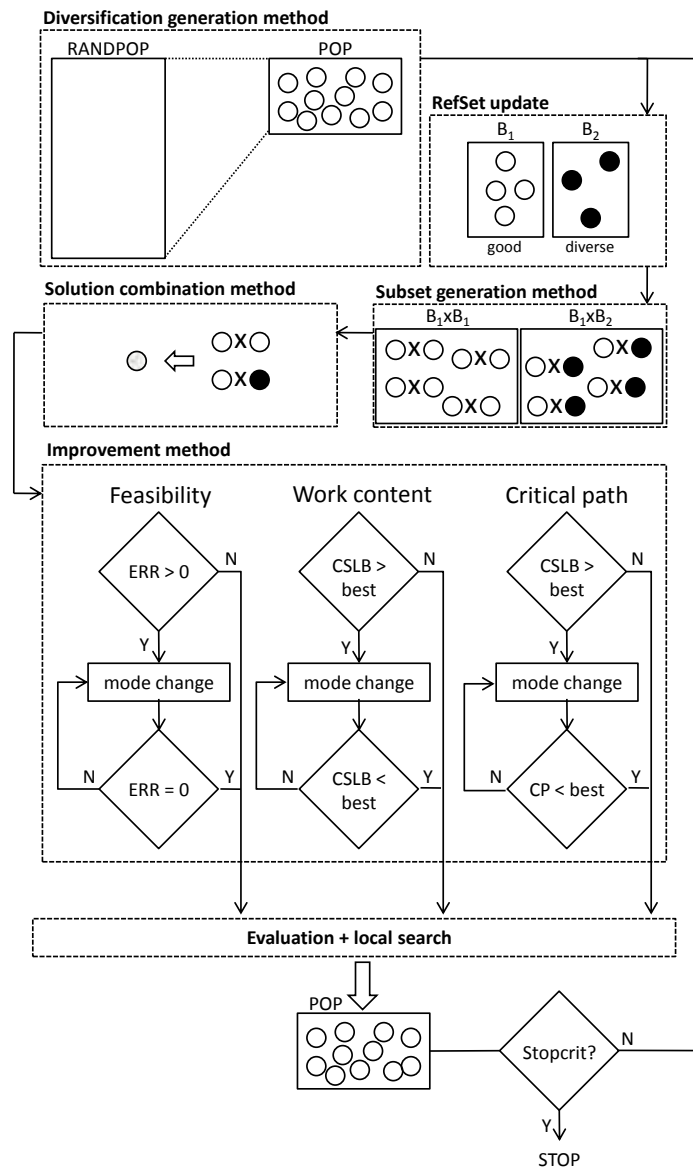 Diversification generation method
RANDPOP
POP
RefSet update
B1
B2
good
diverse
Solution combination method
X
X
Subset generation method
B1xB1
B1xB2
X
X
X
X
X
X
X
X
Improvement method
Feasibility
Work content
Critical path
ERR > 0
N
CSLB >
best
N
CSLB >
best
N
Y
Y
Y
mode change
mode change
mode change
N
ERR = 0
Y
N
CSLB <
best
Y
N
CP < best
Y
Evaluation + local search
POP
Stopcrit?
N
Y
STOP